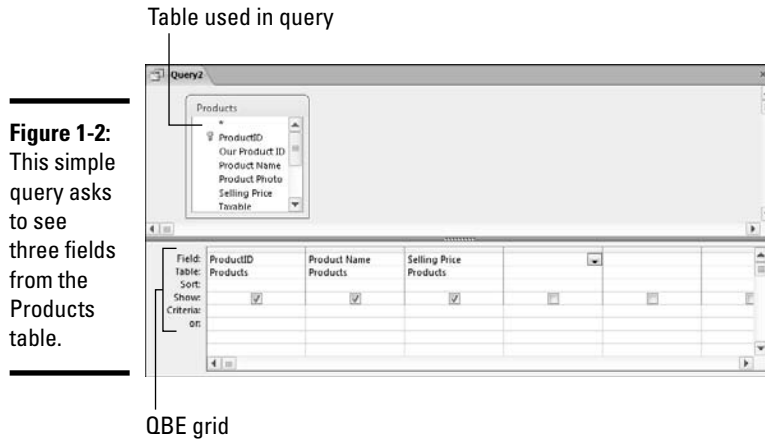 Table used in query
Query2
Products
*
ProductID
Our Product ID
Product Name
Product Photo
Selling Price
Taxable
Figure 1-2:
This simple
query asks
to see
three fields
from the
Products
table.
Field: ProductID Product Name Selling Price
Table: Products Products Products
Sort:
Show:
Criteria:
or:
QBE grid